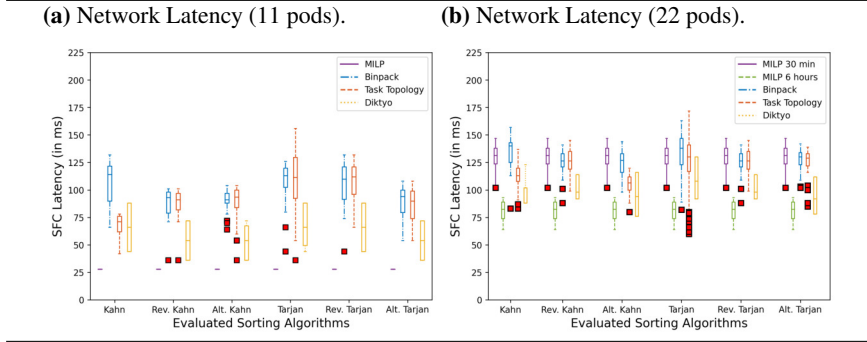 (a) Network Latency (11 pods).
(b) Network Latency (22 pods).
SFC Latency (in ms)
225
200
175
150
125
100
75
50
25
0
MILP
Binpack
Task Topology
Diktyo
Kahn
Rev. Kahn
Alt. Kahn
Tarjan
Rev. Tarjan
Alt. Tarjan
Evaluated Sorting Algorithms
SFC Latency (in ms)
225
200
175
150
125
100
75
50
25
0
MILP 30 min
MILP 6 hours
Binpack
Task Topology
Diktyo
Kahn
Rev. Kahn
Alt. Kahn
Tarjan
Rev. Tarjan
Alt. Tarjan
Evaluated Sorting Algorithms